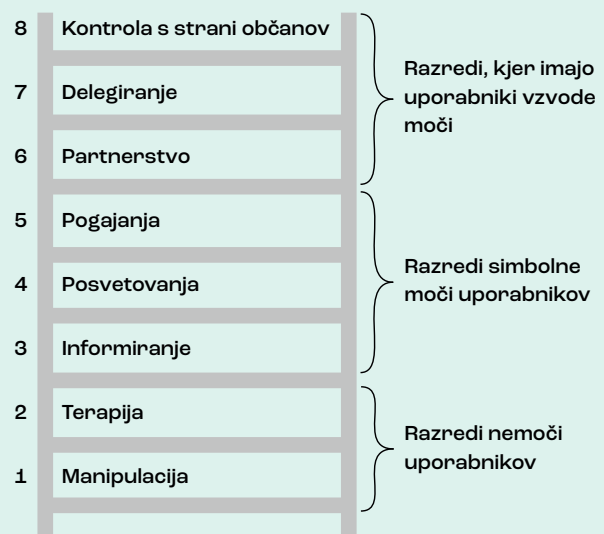 8 Kontrola s strani občanov
7 Delegiranje
6 Partnerstvo
Razredi, kjer imajo
uporabniki vzvode
moči
5 Pogajanja
4 Posvetovanja
3 Informiranje
Razredi simbolne
moči uporabnikov
2 Terapija
1 Manipulacija
Razredi nemoči
uporabnikov